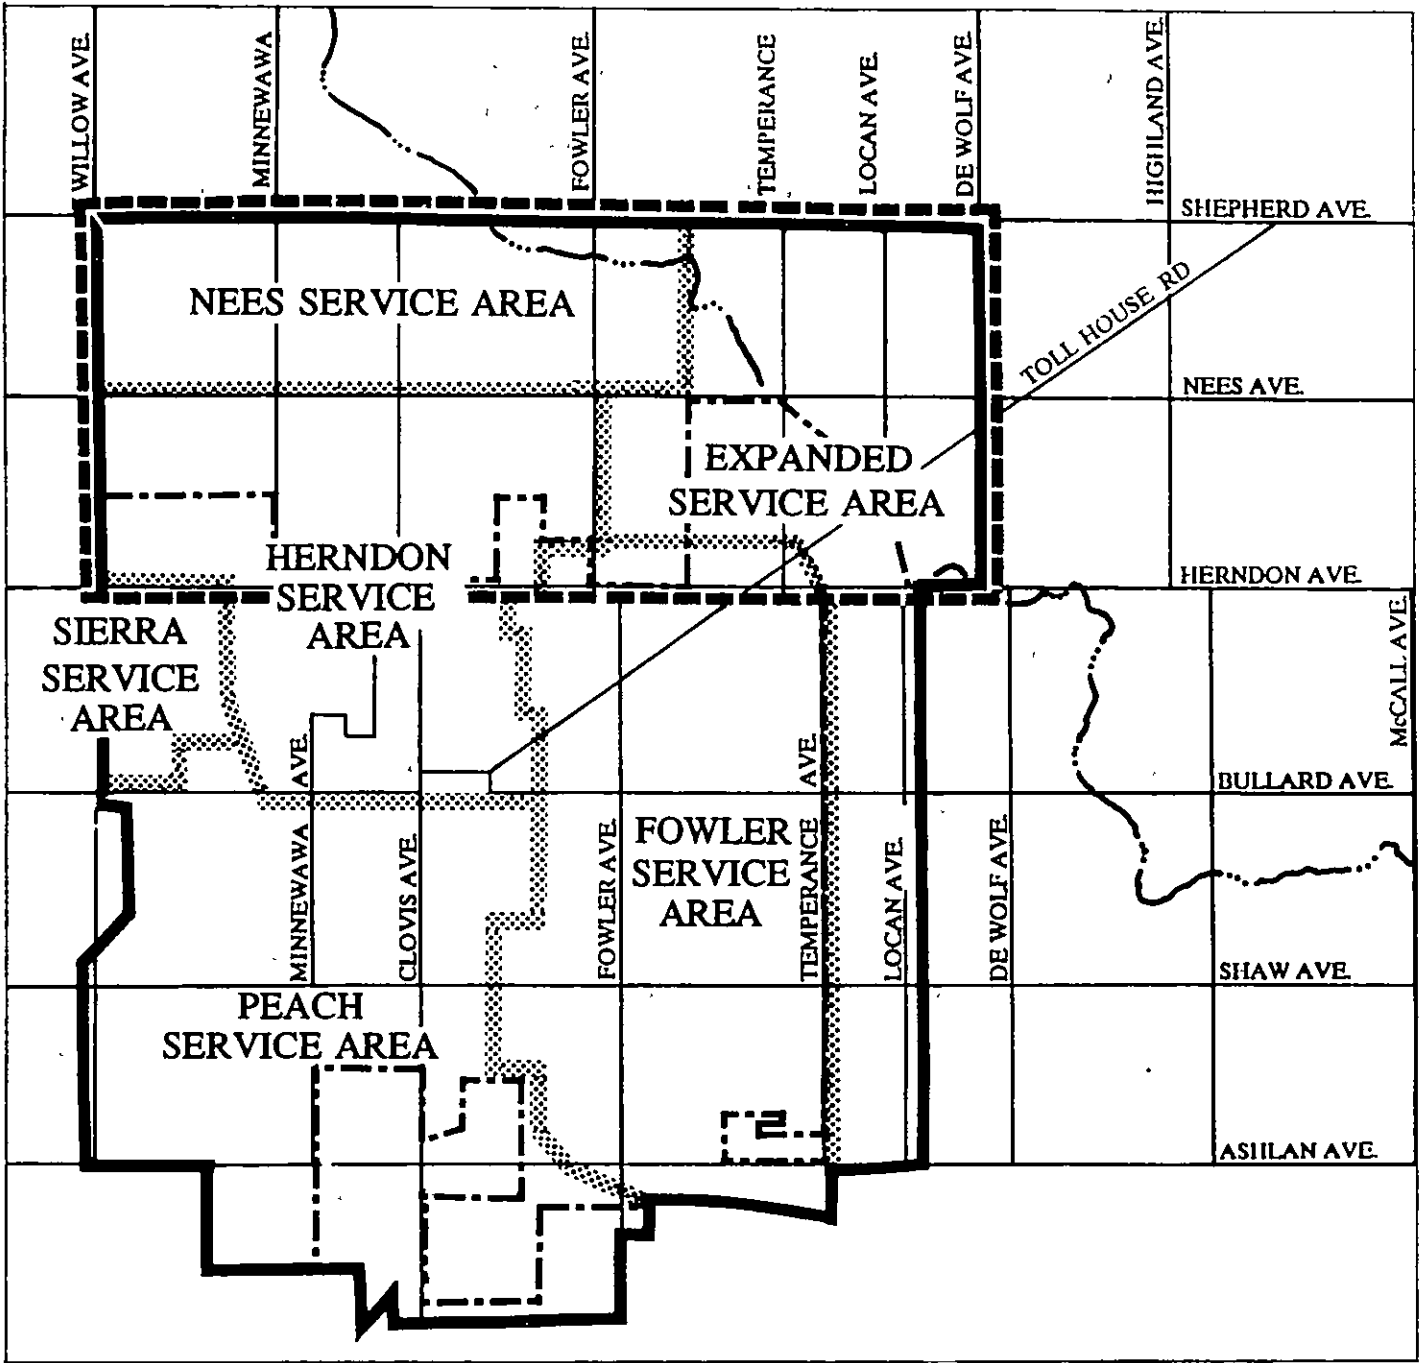 WILLOW AVE.
MINNEWAWA
FOWLER AVE.
TEMPERANCE
LOCAN AVE.
DE WOLF AVE.
HIGHLAND AVE.
SHEPHERD AVE.
NEES SERVICE AREA
TOLL HOUSE RD
NEES AVE.
EXPANDED
SERVICE AREA
HERNDON
SERVICE
AREA
HERNDON AVE.
SIERRA
SERVICE
AREA
McCALL AVE.
MINNEWAWA AVE.
CLOVIS AVE.
FOWLER AVE.
FOWLER
SERVICE
AREA
TEMPERANCE AVE.
LOCAN AVE.
DE WOLF AVE.
BULLARD AVE.
SHAW AVE.
PEACH
SERVICE AREA
ASHLAN AVE.